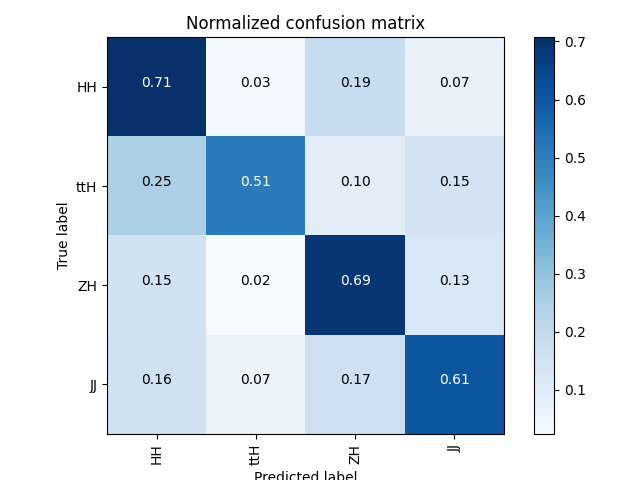 Normalized confusion matrix
0.7
HH 0.71 0.03 0.19 0.07
0.6
0.5
ttH 0.25 0.51 0.10 0.15
True label
0.4
0.3
ZH 0.15 0.02 0.69 0.13
0.2
JJ 0.16 0.07 0.17 0.61
0.1
HH ttH ZH JJ
Predicted label